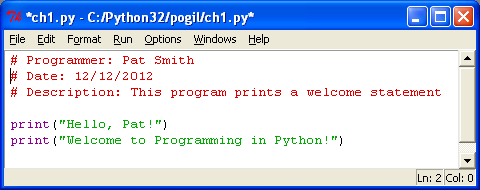 *ch1.py - C:/Python32/pogil/ch1.py*
File Edit Format Run Options Windows Help
# Programmer: Pat Smith
# Date: 12/12/2012
# Description: This program prints a welcome statement
print("Hello, Pat!")
print("Welcome to Programming in Python!")
Ln: 2 Col: 0